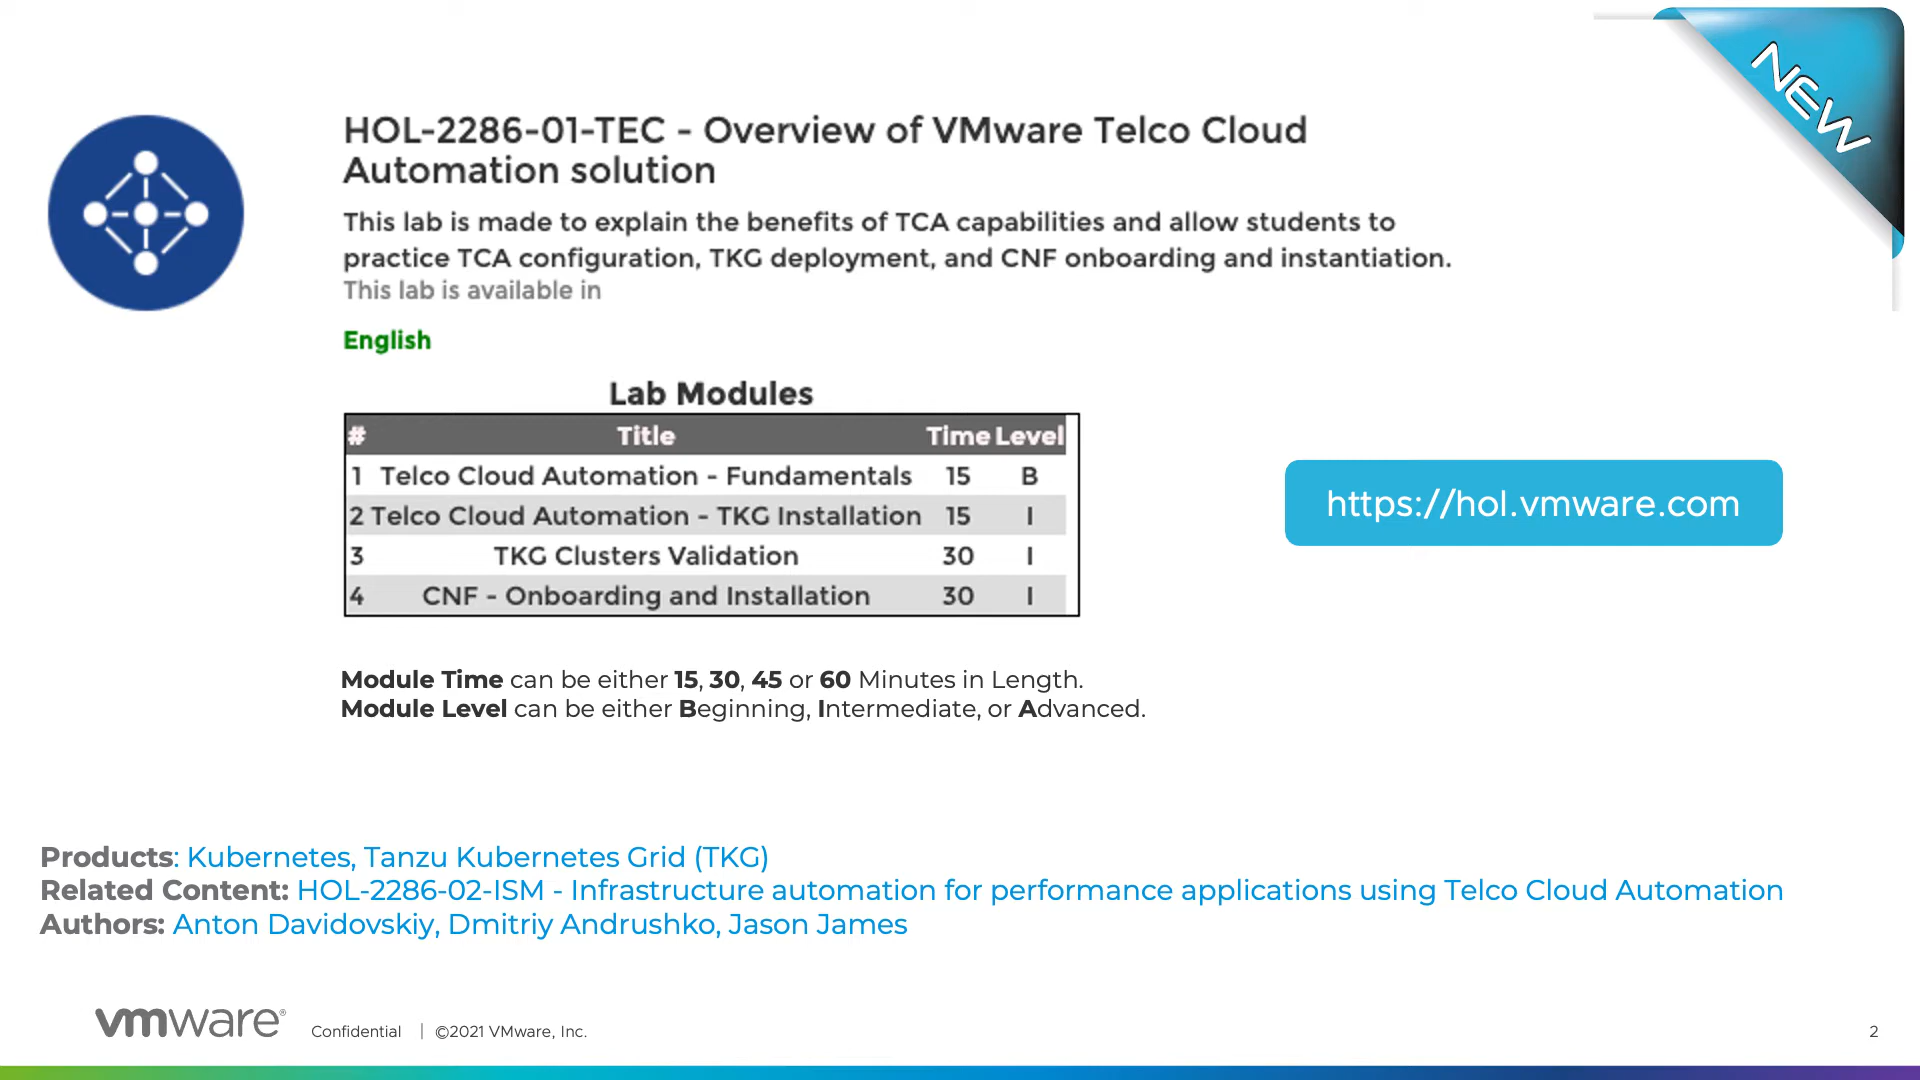 NEW
HOL-2286-01-TEC - Overview of VMware Telco Cloud
Automation solution
This lab is made to explain the benefits of TCA capabilities and allow students to
practice TCA configuration, TKG deployment, and CNF onboarding and instantiation.
This lab is available in
English
Lab Modules
# Title Time Level
1 Telco Cloud Automation - Fundamentals 15 B
2 Telco Cloud Automation - TKG Installation 15 I
3 TKG Clusters Validation 30 I
4 CNF - Onboarding and Installation 30 I
https://hol.vmware.com
Module Time can be either 15, 30, 45 or 60 Minutes in Length.
Module Level can be either Beginning, Intermediate, or Advanced.
Products: Kubernetes, Tanzu Kubernetes Grid (TKG)
Related Content: HOL-2286-02-ISM - Infrastructure automation for performance applications using Telco Cloud Automation
Authors: Anton Davidovskiy, Dmitriy Andrushko, Jason James
vmware® Confidential | ©2021 VMware, Inc. 2